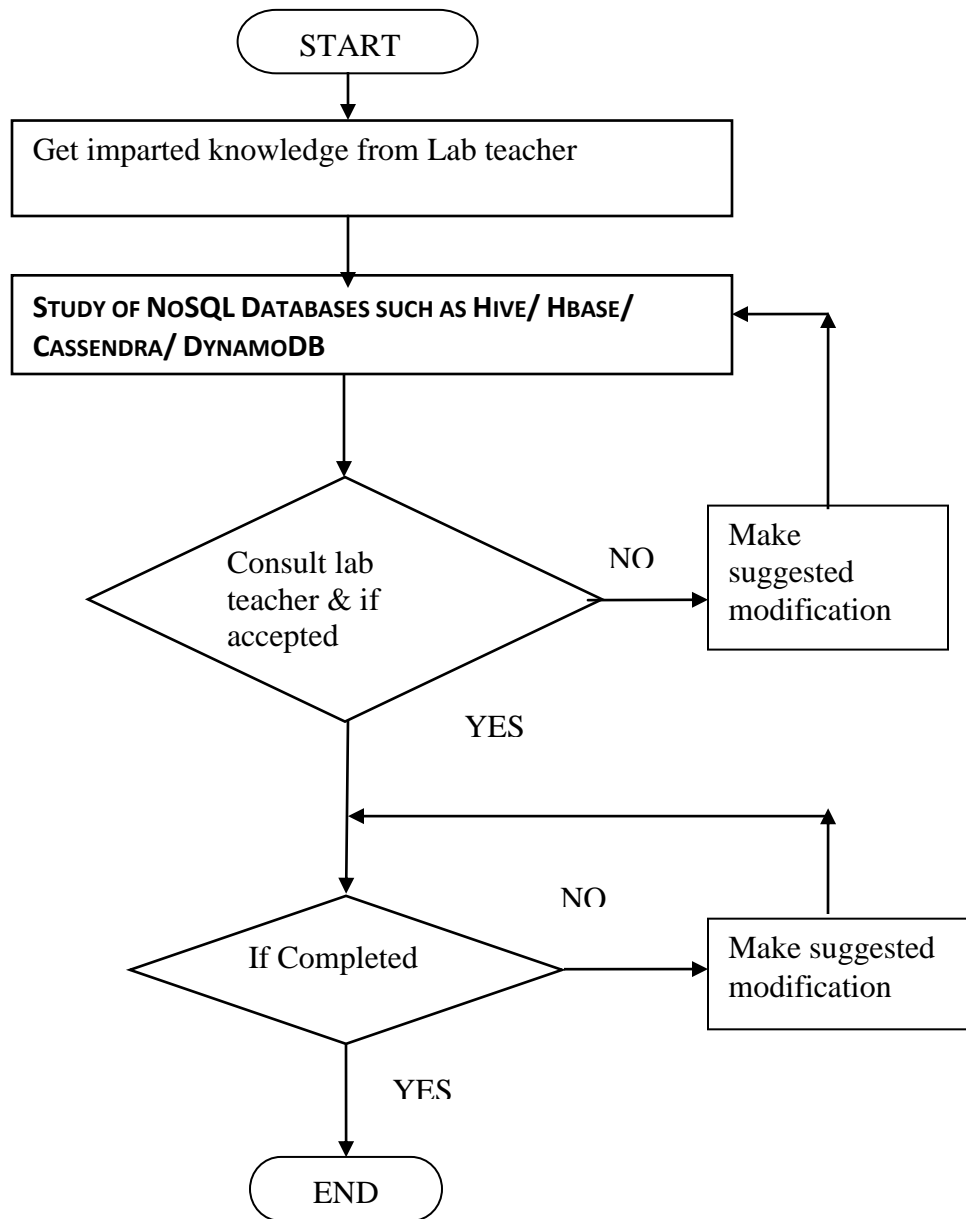 START
Get imparted knowledge from Lab teacher
STUDY OF NOSQL DATABASES SUCH AS HIVE/ HBASE/
CASSENDRA/ DYNAMODB
Consult lab
teacher & if
accepted
NO
Make
suggested
modification
YES
NO
If Completed
Make suggested
modification
YES
END